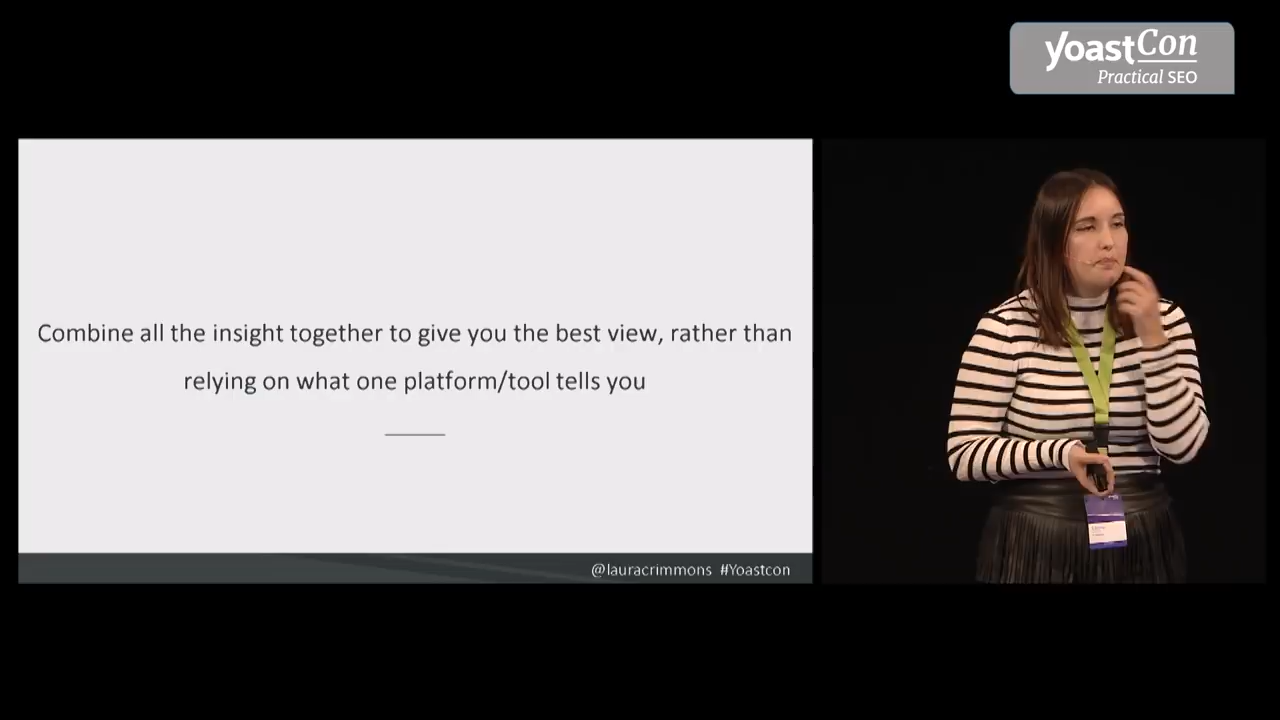 yoastCon
Practical SEO
Combine all the insight together to give you the best view, rather than
relying on what one platform/tool tells you
@lauracrimmons #Yoastcon